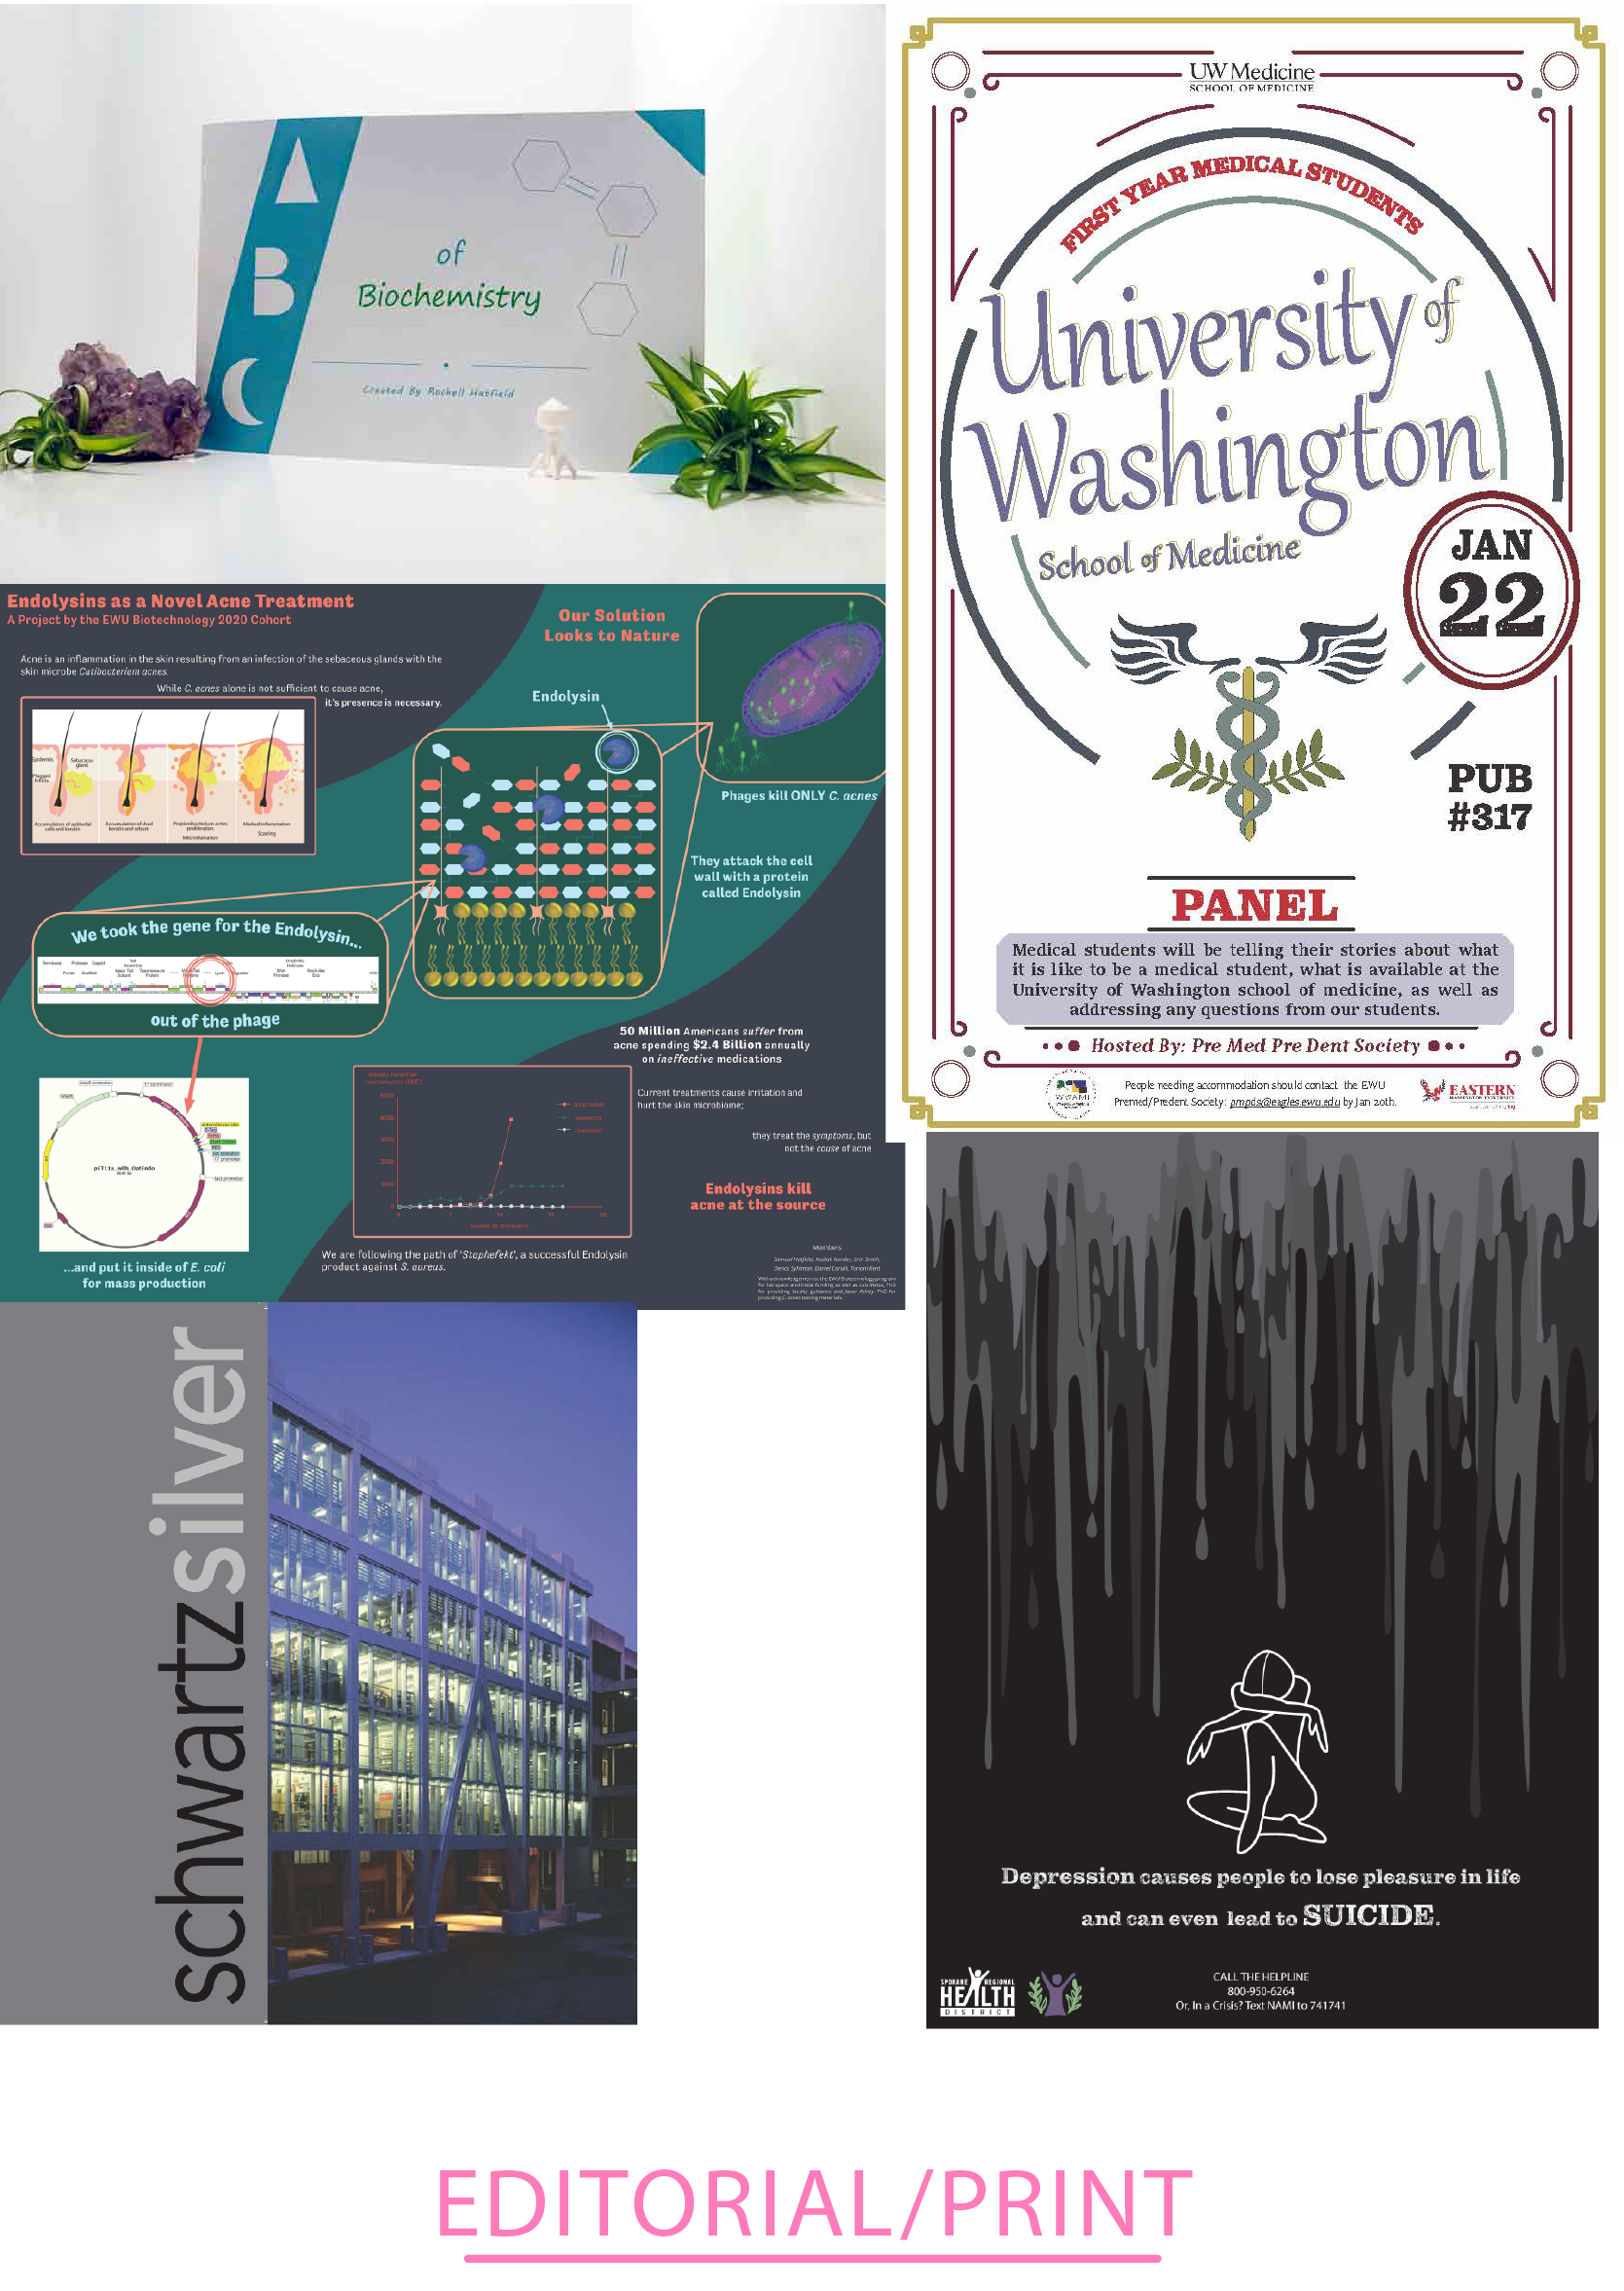 A
B
C
of
Biochemistry
Created By Rachell Hatfield
UW Medicine
SCHOOL OF MEDICINE
FIRST YEAR MEDICAL STUDENTS
University of
Washington
School of Medicine
JAN
22
PUB
#317
PANEL
Medical students will be telling their stories about what
it is like to be a medical student, what is available at the
University of Washington school of medicine, as well as
addressing any questions from our students.
Hosted By: Pre Med Pre Dent Society
WWAMI
People needing accommodation should contact the EWU
Premed/Predent Society: pmpds@eagles.ewu.edu by Jan 20th.
EASTERN
Endolysins as a Novel Acne Treatment
A Project by the EWU Biotechnology 2020 Cohort
Acne is an inflammation in the skin resulting from an infection of the sebaceous glands with the
skin microbe Cutibacterium acnes.
While C. acnes alone is not sufficient to cause acne,
it's presence is necessary.
Epidermis
Sebaceous
gland
Scarring
Our Solution
Looks to Nature
Endolysin
Phages kill ONLY C. acnes
They attack the cell
wall with a protein
called Endolysin
We took the gene for the Endolysin...
out of the phage
pET11a_with_OptEndo
...and put it inside of E. coli
for mass production
50 Million Americans suffer from
acne spending $2.4 Billion annually
on ineffective medications
Current treatments cause irritation and
hurt the skin microbiome;
they treat the symptoms, but
not the cause of acne
Endolysins kill
acne at the source
We are following the path of 'Staphefekt', a successful Endolysin
product against S. aureus.
Members
schwartzsilver
Depression causes people to lose pleasure in life
and can even lead to SUICIDE.
SPOKANE REGIONAL
HEALTH
DISTRICT
CALL THE HELPLINE
800-950-6264
Or, In a Crisis? Text NAMI to 741741
EDITORIAL/PRINT